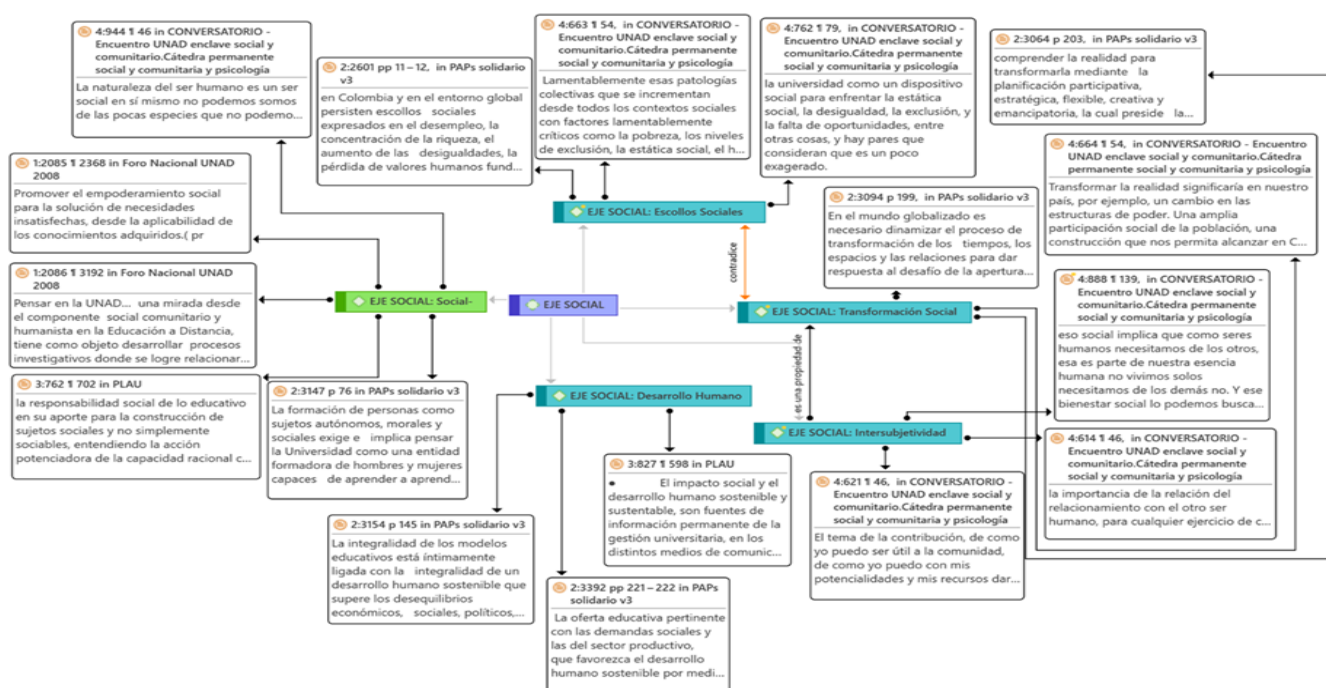 4:944 ¶ 46 in CONVERSATORIO -
Encuentro UNAD enclave social y
comunitario.Cátedra permanente
social y comunitaria y psicología
La naturaleza del ser humano es un ser
social en sí mismo no podemos somos
de las pocas especies que no podemo...
2:2601 pp 11 – 12, in PAPs solidario
v3
en Colombia y en el entorno global
persisten escollos sociales
expresados en el desempleo, la
concentración de la riqueza, el
aumento de las desigualdades, la
pérdida de valores humanos fund...
4:663 ¶ 54, in CONVERSATORIO -
Encuentro UNAD enclave social y
comunitario.Cátedra permanente
social y comunitaria y psicología
Lamentablemente esas patologías
colectivas que se incrementan
desde todos los contextos sociales
con factores lamentablemente
críticos como la pobreza, los niveles
de exclusión, la estática social, el h...
4:762 ¶ 79, in CONVERSATORIO -
Encuentro UNAD enclave social y
comunitario.Cátedra permanente
social y comunitaria y psicología
la universidad como un dispositivo
social para enfrentar la estática
social, la desigualdad, la exclusión, y
la falta de oportunidades, entre
otras cosas, y hay pares que
consideran que es un poco
exagerado.
2:3064 p 203, in PAPs solidario v3
comprender la realidad para
transformarla mediante la
planificación participativa,
estratégica, flexible, creativa y
emancipatoria, la cual preside la...
1:2085 ¶ 2368 in Foro Nacional UNAD
2008
Promover el empoderamiento social
para la solución de necesidades
insatisfechas, desde la aplicabilidad de
los conocimientos adquiridos.( pr
4:664 ¶ 54, in CONVERSATORIO - Encuentro
UNAD enclave social y comunitario.Cátedra
permanente social y comunitaria y psicología
Transformar la realidad significaría en nuestro
país, por ejemplo, un cambio en las
estructuras de poder. Una amplia
participación social de la población, una
construcción que nos permita alcanzar en C...
2:3094 p 199, in PAPs solidario v3
En el mundo globalizado es
necesario dinamizar el proceso de
transformación de los tiempos, los
espacios y las relaciones para dar
respuesta al desafío de la apertura...
EJE SOCIAL: Escollos Sociales
contradice
1:2086 ¶ 3192 in Foro Nacional UNAD
2008
Pensar en la UNAD... una mirada desde
el componente social comunitario y
humanista en la Educación a Distancia,
tiene como objeto desarrollar procesos
investigativos donde se logre relacionar...
EJE SOCIAL: Social-
EJE SOCIAL
EJE SOCIAL: Transformación Social
4:888 ¶ 139, in CONVERSATORIO -
Encuentro UNAD enclave social y
comunitario.Cátedra permanente
social y comunitaria y psicología
eso social implica que como seres
humanos necesitamos de los otros,
esa es parte de nuestra esencia
humana no vivimos solos
necesitamos de los demás no. Y ese
bienestar social lo podemos busca...
es una propiedad de
3:762 ¶ 702 in PLAU
la responsabilidad social de lo educativo
en su aporte para la construcción de
sujetos sociales y no simplemente
sociables, entendiendo la acción
potenciadora de la capacidad racional c...
2:3147 p 76 in PAPs solidario v3
La formación de personas como
sujetos autónomos, morales y
sociales exige e implica pensar
la Universidad como una entidad
formadora de hombres y mujeres
capaces de aprender a aprend...
EJE SOCIAL: Desarrollo Humano
EJE SOCIAL: Intersubjetividad
4:614 ¶ 46, in CONVERSATORIO -
Encuentro UNAD enclave social y
comunitario.Cátedra permanente
social y comunitaria y psicología
la importancia de la relación del
relacionamiento con el otro ser
humano, para cualquier ejercicio de c...
3:827 ¶ 598 in PLAU
• El impacto social y el
desarrollo humano sostenible y
sustentable, son fuentes de
información permanente de la
gestión universitaria, en los
distintos medios de comunic...
4:621 ¶ 46, in CONVERSATORIO -
Encuentro UNAD enclave social y
comunitario.Cátedra permanente
social y comunitaria y psicología
El tema de la contribución, de como
yo puedo ser útil a la comunidad,
de como yo puedo con mis
potencialidades y mis recursos dar...
2:3154 p 145 in PAPs solidario v3
La integralidad de los modelos
educativos está íntimamente
ligada con la integralidad de un
desarrollo humano sostenible que
supere los desequilibrios
económicos, sociales, políticos,...
2:3392 pp 221 – 222 in PAPs
solidario v3
La oferta educativa pertinente
con las demandas sociales y
las del sector productivo,
que favorezca el desarrollo
humano sostenible por medi...